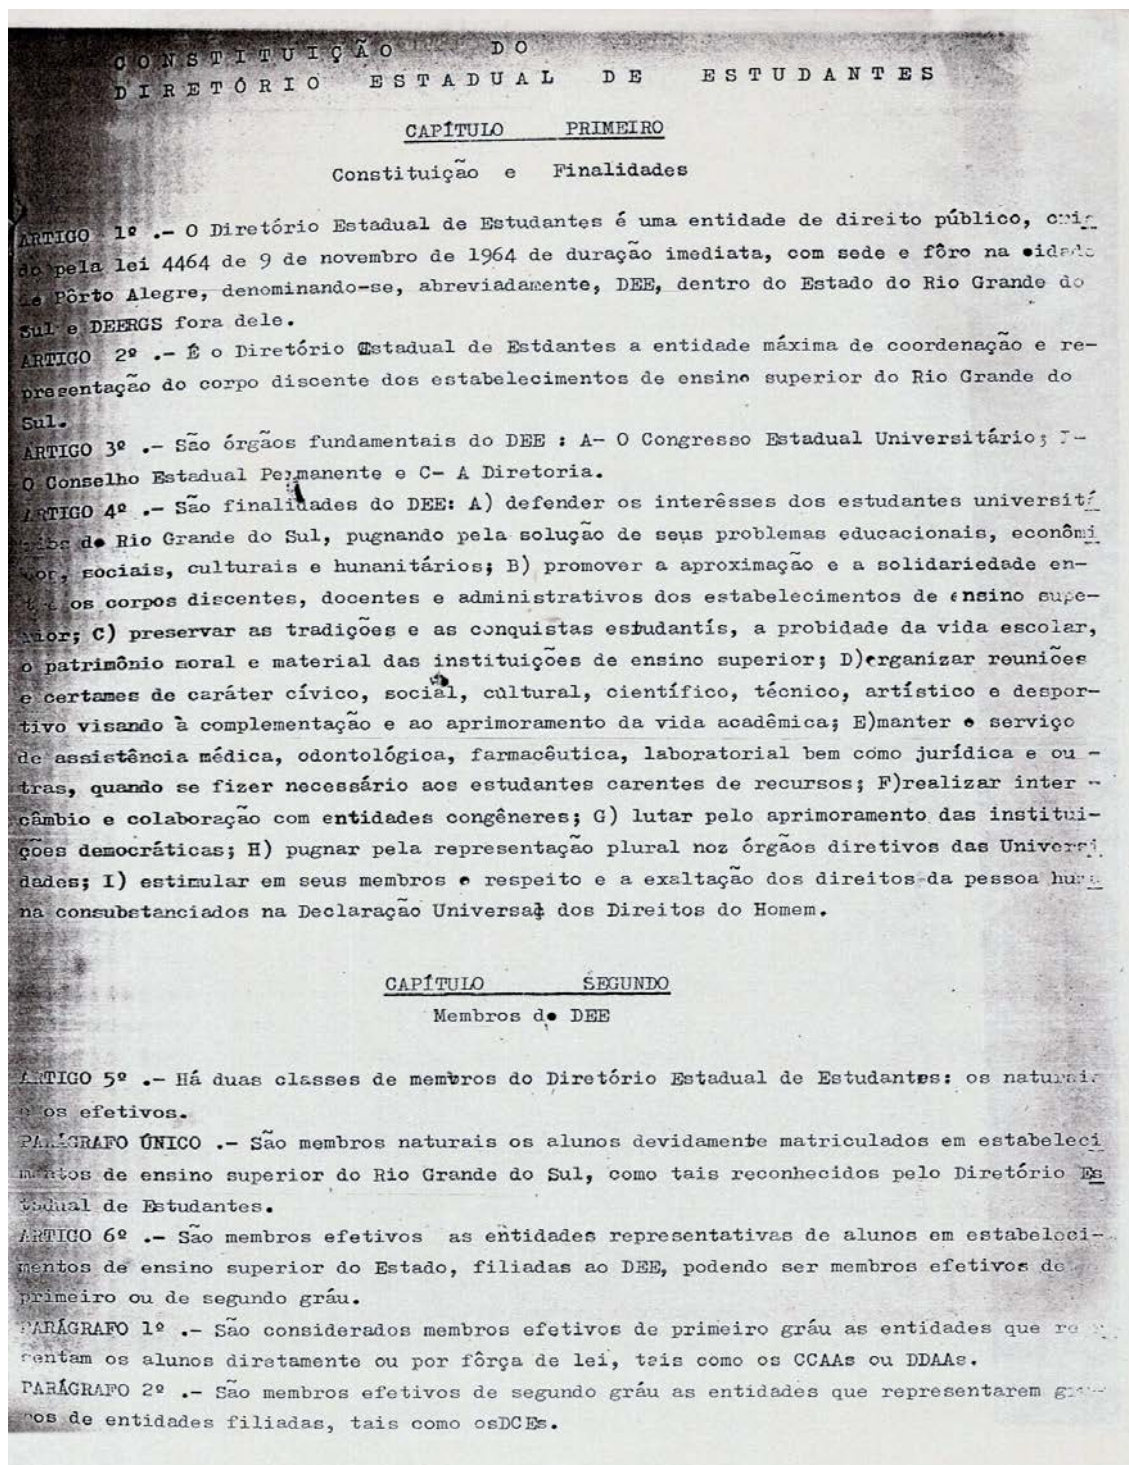 CONSTITUIÇÃO DO
DIRETÓRIO ESTADUAL DE ESTUDANTES
CAPÍTULO PRIMEIRO
Constituição e Finalidades
ARTIGO 1º .- O Diretório Estadual de Estudantes é uma entidade de direito público, cria
do pela lei 4464 de 9 de novembro de 1964 de duração imediata, com sede e fôro na cidade
de Pôrto Alegre, denominando-se, abreviadamente, DEE, dentro do Estado do Rio Grande do
Sul e DEERGS fora dele.
ARTIGO 2º .- É o Diretório Estadual de Estdantes a entidade máxima de coordenação e re-
presentação do corpo discente dos estabelecimentos de ensino superior do Rio Grande do
Sul.
ARTIGO 3º .- São órgãos fundamentais do DEE : A- O Congresso Estadual Universitário;
O Conselho Estadual Permanente e C- A Diretoria.
ARTIGO 4º .- São finalidades do DEE: A) defender os interêsses dos estudantes universitá
rios do Rio Grande do Sul, pugnando pela solução de seus problemas educacionais, econômi
cos, sociais, culturais e hunanitários; B) promover a aproximação e a solidariedade en-
tre os corpos discentes, docentes e administrativos dos estabelecimentos de ensino supe-
rior; C) preservar as tradições e as conquistas estudantís, a probidade da vida escolar,
o patrimônio moral e material das instituições de ensino superior; D)organizar reuniões
e certames de caráter cívico, social, cultural, científico, técnico, artístico e despor-
tivo visando à complementação e ao aprimoramento da vida acadêmica; E)manter o serviço
de assistência médica, odontológica, farmacêutica, laboratorial bem como jurídica e ou -
tras, quando se fizer necessário aos estudantes carentes de recursos; F)realizar inter -
câmbio e colaboração com entidades congêneres; G) lutar pelo aprimoramento das institui-
ções democráticas; H) pugnar pela representação plural nos órgãos diretivos das Universi
dades; I) estimular em seus membros o respeito e a exaltação dos direitos da pessoa huma
na consubstanciados na Declaração Universal dos Direitos do Homem.
CAPÍTULO SEGUNDO
Membros do DEE
ARTIGO 5º .- Há duas classes de membros do Diretório Estadual de Estudantes: os naturais
e os efetivos.
PARÁGRAFO ÚNICO .- São membros naturais os alunos devidamente matriculados em estabeleci
mentos de ensino superior do Rio Grande do Sul, como tais reconhecidos pelo Diretório Es
tadual de Estudantes.
ARTIGO 6º .- São membros efetivos as entidades representativas de alunos em estabeleci-
mentos de ensino superior do Estado, filiadas ao DEE, podendo ser membros efetivos de
primeiro ou de segundo gráu.
PARÁGRAFO 1º .- São considerados membros efetivos de primeiro gráu as entidades que re
sentam os alunos diretamente ou por fôrça de lei, tais como os CCAAs ou DDAAs.
PARÁGRAFO 2º .- São membros efetivos de segundo gráu as entidades que representarem
pos de entidades filiadas, tais como osDCEs.